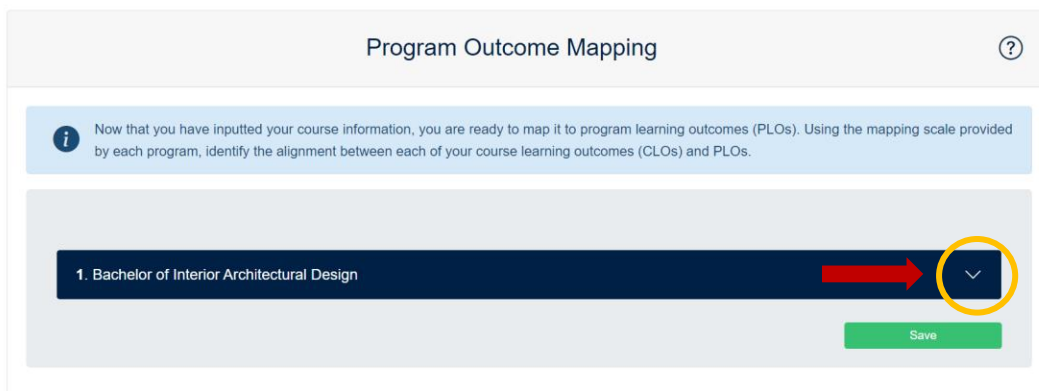 Program Outcome Mapping
?
i
Now that you have inputted your course information, you are ready to map it to program learning outcomes (PLOs). Using the mapping scale provided
by each program, identify the alignment between each of your course learning outcomes (CLOs) and PLOs.
1. Bachelor of Interior Architectural Design
Save